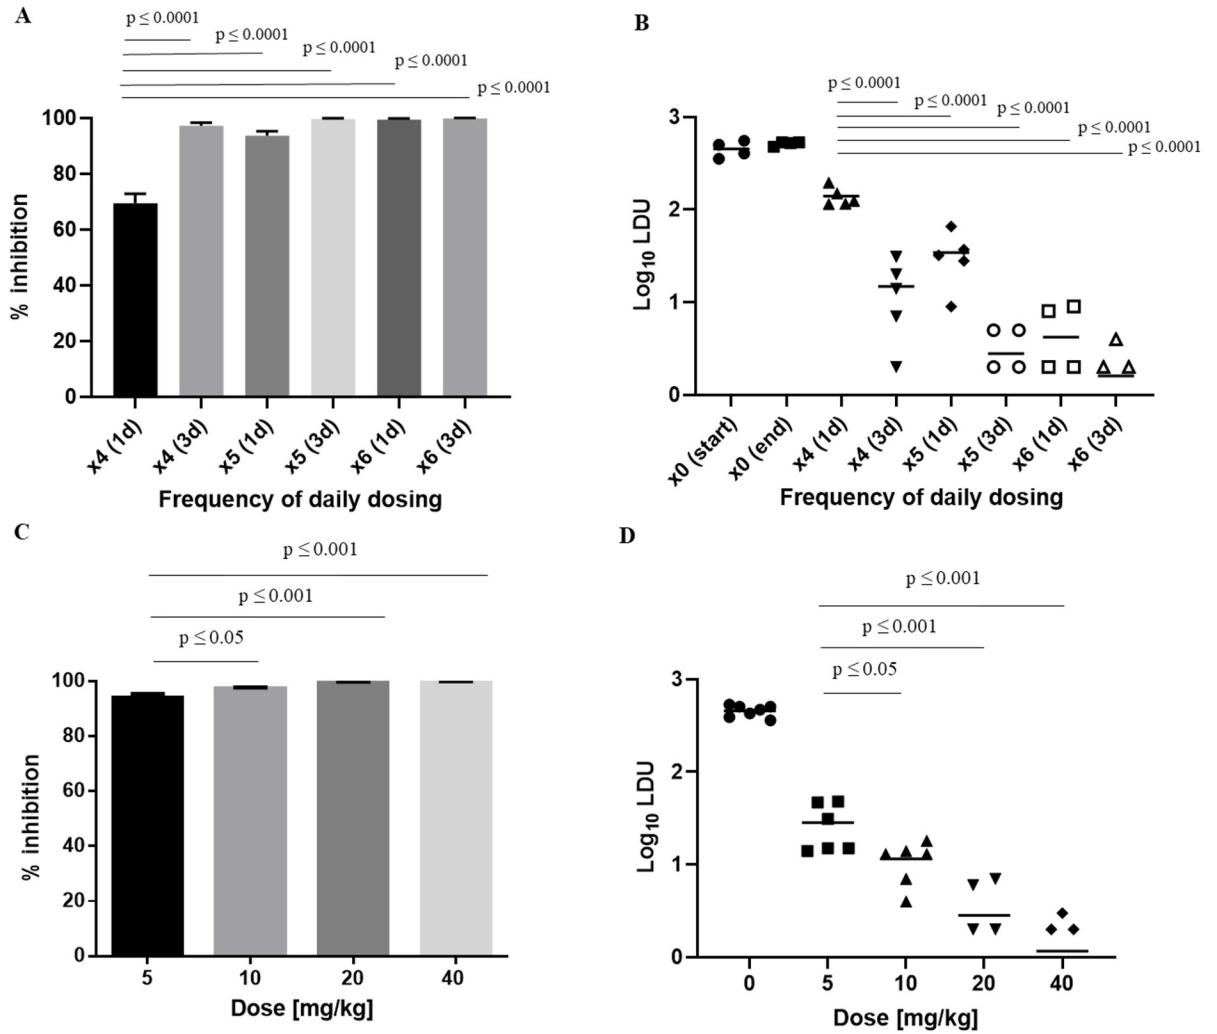 A
p ≤ 0.0001
p ≤ 0.0001
p ≤ 0.0001
p ≤ 0.0001
p ≤ 0.0001
100
80
60
40
20
0
% inhibition
x4 (1d)
x4 (3d)
x5 (1d)
x5 (3d)
x6 (1d)
x6 (3d)
Frequency of daily dosing
B
p ≤ 0.0001
p ≤ 0.0001
p ≤ 0.0001
p ≤ 0.0001
p ≤ 0.0001
3
2
1
0
Log10 LDU
x0 (start)
x0 (end)
x4 (1d)
x4 (3d)
x5 (1d)
x5 (3d)
x6 (1d)
x6 (3d)
Frequency of daily dosing
C
p ≤ 0.001
p ≤ 0.001
p ≤ 0.05
100
80
60
40
20
0
% inhibition
5 10 20 40
Dose [mg/kg]
D
p ≤ 0.001
p ≤ 0.001
p ≤ 0.05
3
2
1
0
Log10 LDU
0 5 10 20 40
Dose [mg/kg]